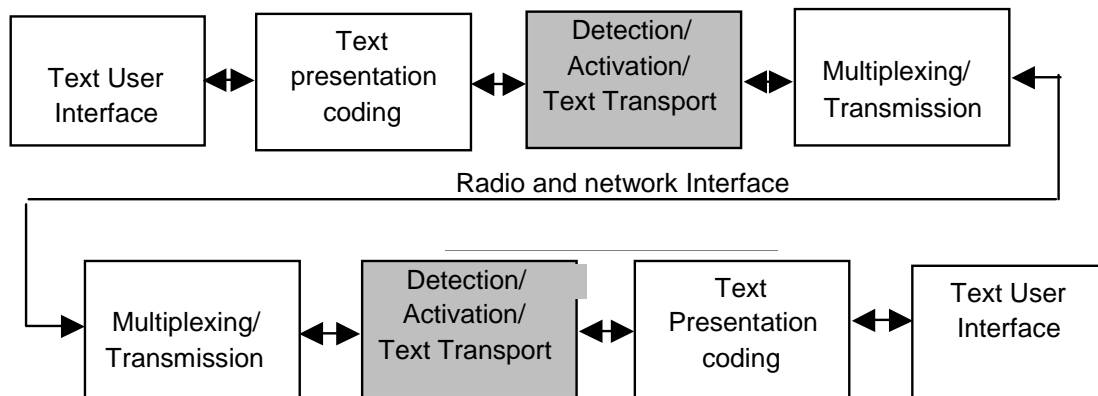 Text User
Interface
Text
presentation
coding
Detection/
Activation/
Text Transport
Multiplexing/
Transmission
Radio and network Interface
Multiplexing/
Transmission
Detection/
Activation/
Text Transport
Text
Presentation
coding
Text User
Interface